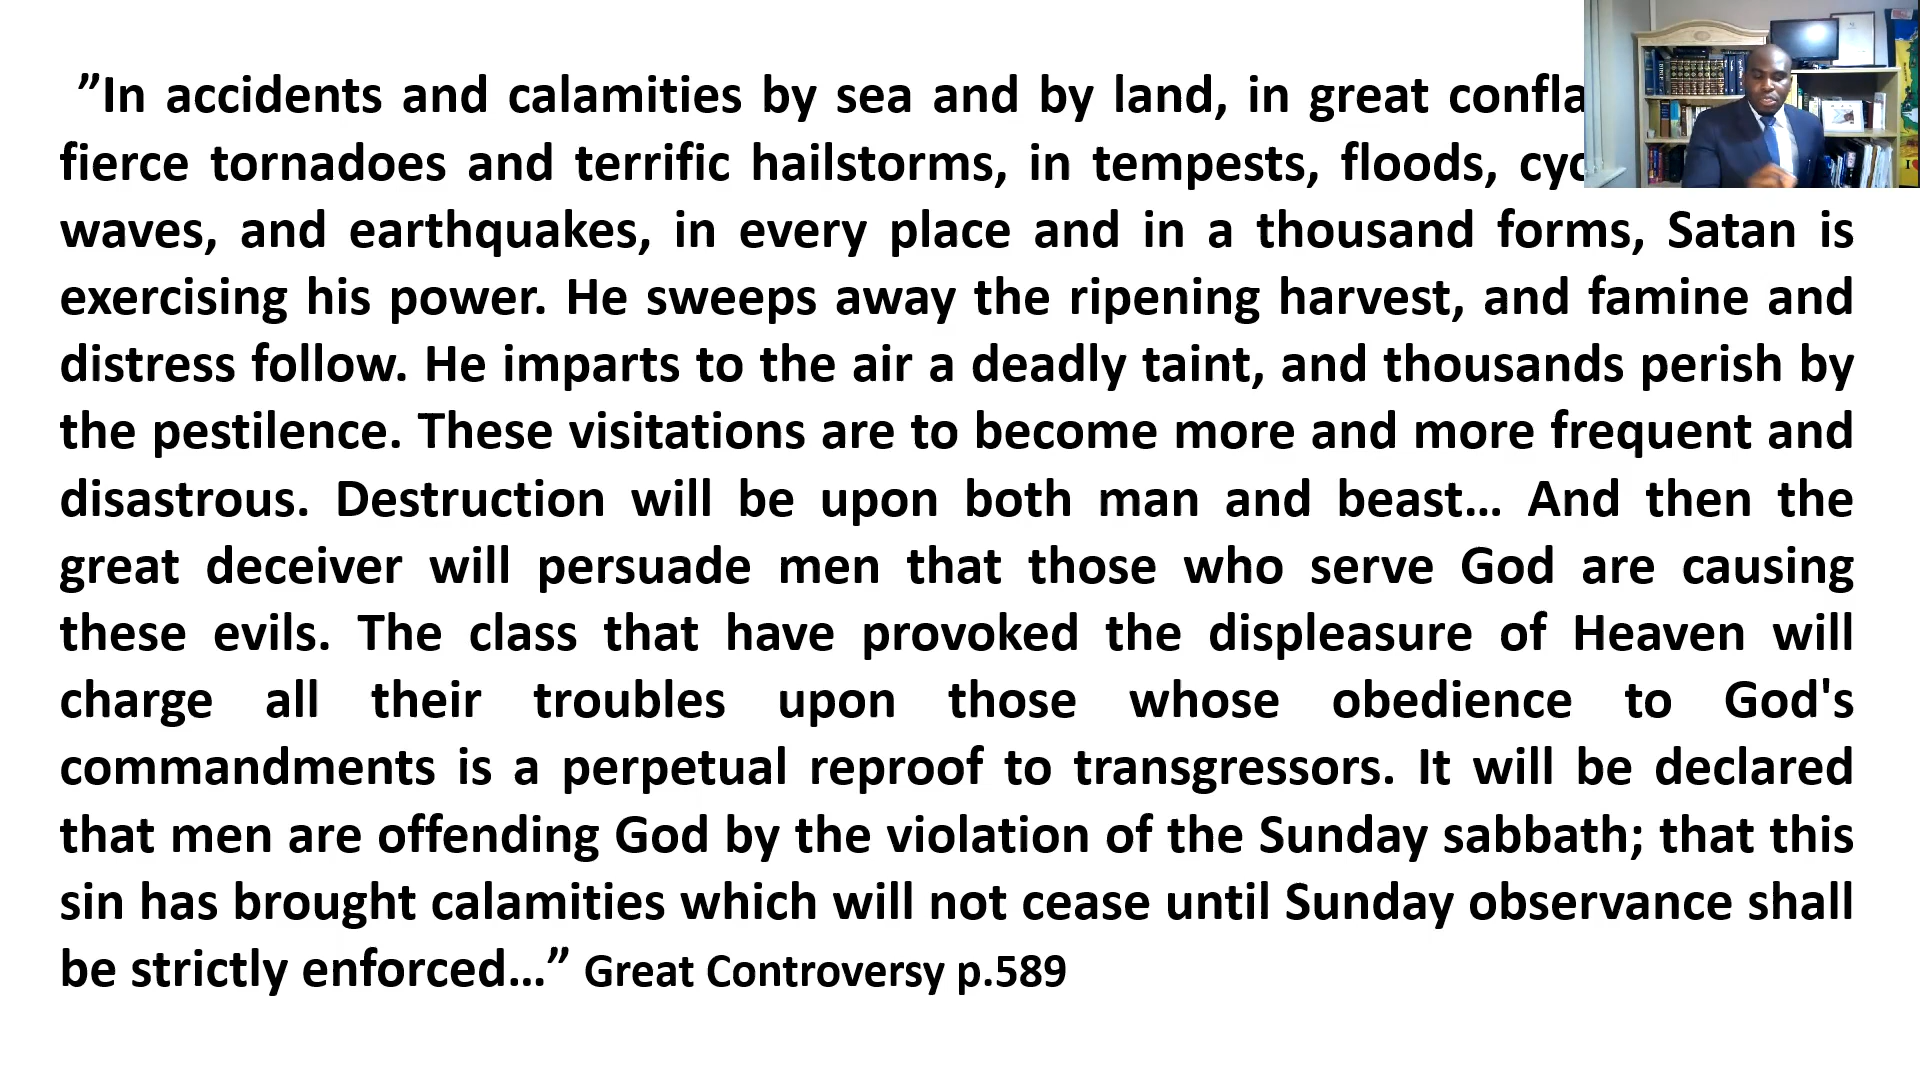 ”In accidents and calamities by sea and by land, in great
fierce tornadoes and terrific hailstorms, in tempests, floods,
waves, and earthquakes, in every place and in a thousand forms, Satan is
exercising his power. He sweeps away the ripening harvest, and famine and
distress follow. He imparts to the air a deadly taint, and thousands perish by
the pestilence. These visitations are to become more and more frequent and
disastrous. Destruction will be upon both man and beast… And then the
great deceiver will persuade men that those who serve God are causing
these evils. The class that have provoked the displeasure of Heaven will
charge all their troubles upon those whose obedience to God's
commandments is a perpetual reproof to transgressors. It will be declared
that men are offending God by the violation of the Sunday sabbath; that this
sin has brought calamities which will not cease until Sunday observance shall
be strictly enforced…” Great Controversy p.589